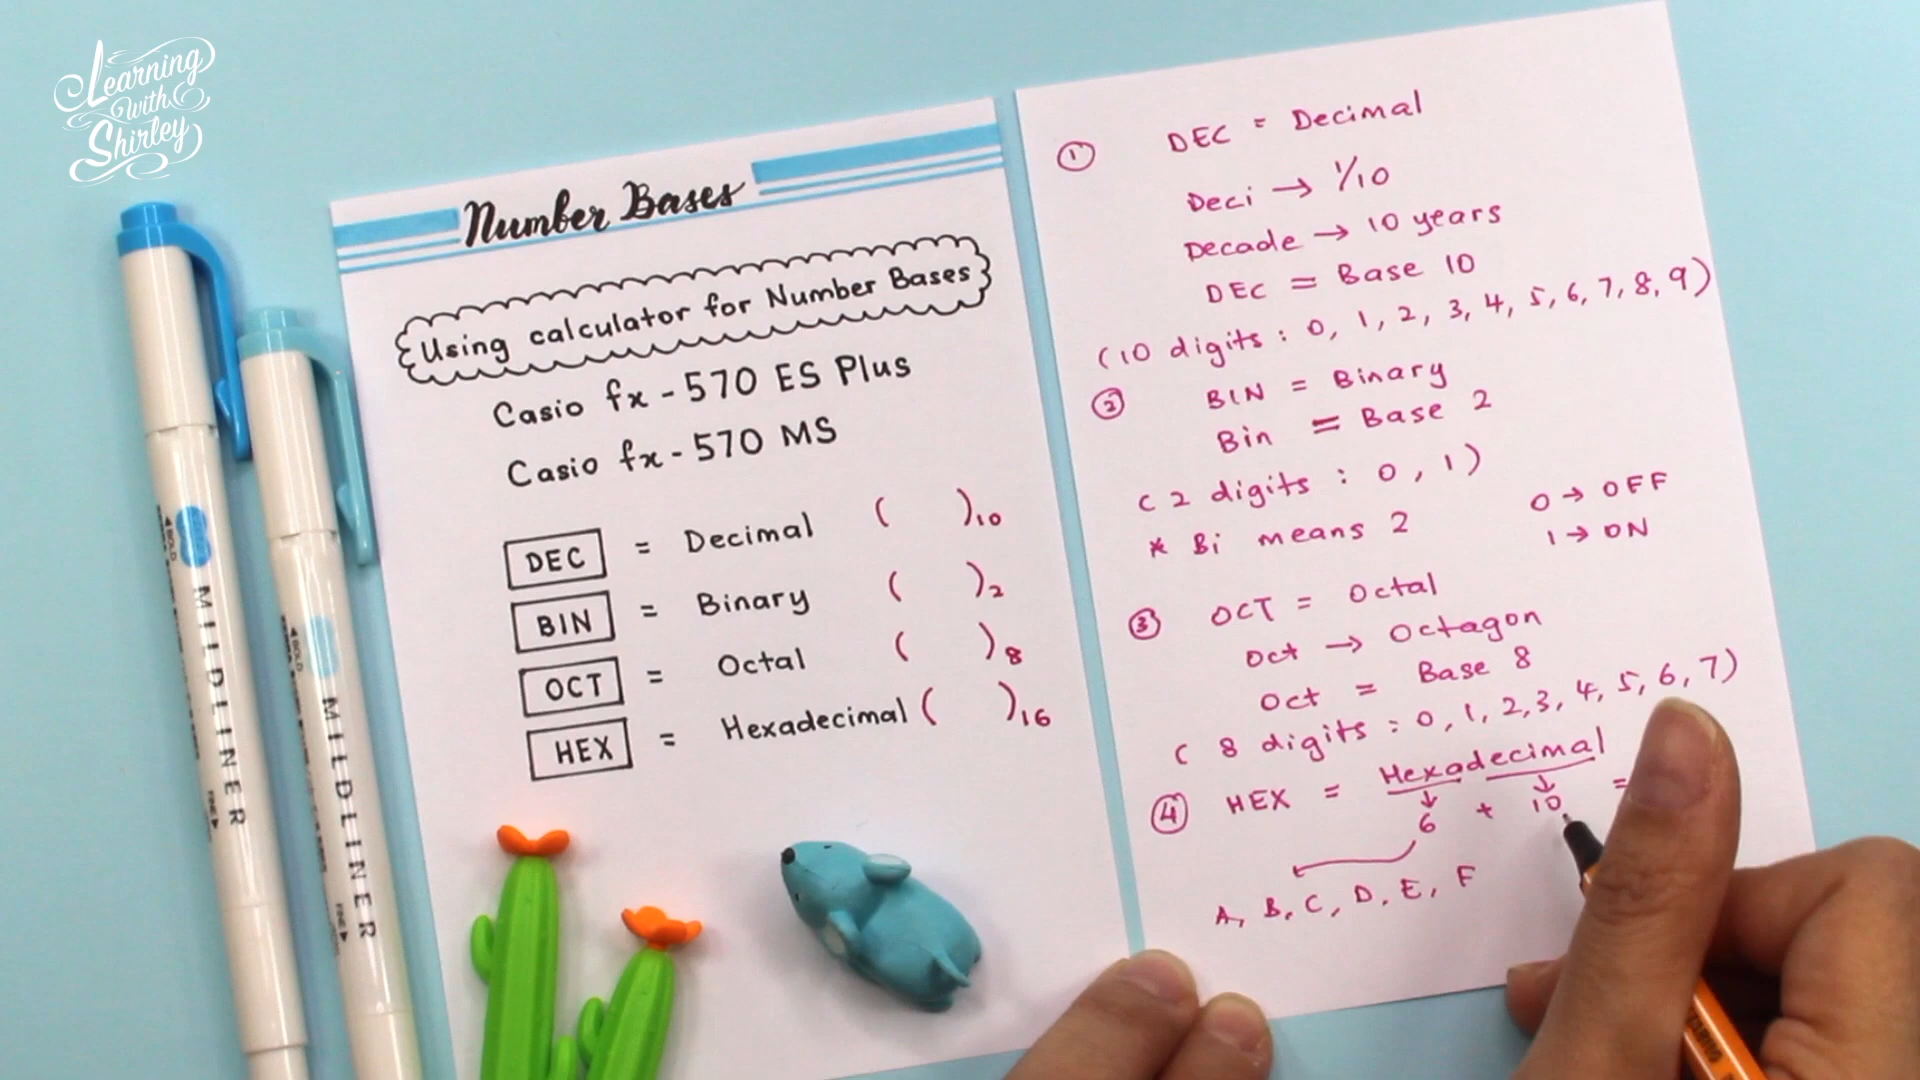 Learning
With
Shirley
Number Bases
Using calculator for Number Bases
Casio fx-570 ES Plus
Casio fx-570 MS
DEC = Decimal ( )10
BIN = Binary ( )2
OCT = Octal ( )8
HEX = Hexadecimal ( )16
MILDLINER
BOLD
FINE
MILDLINER
BOLD
FINE
① DEC = Decimal
Deci → 1/10
Decade → 10 years
DEC = Base 10
(10 digits : 0, 1, 2, 3, 4, 5, 6, 7, 8, 9)
② BIN = Binary
Bin = Base 2
(2 digits : 0, 1)
* Bi means 2
0 → OFF
1 → ON
③ OCT = Octal
Oct → Octagon
Oct = Base 8
(8 digits : 0, 1, 2, 3, 4, 5, 6, 7)
④ HEX = Hexadecimal
↓ ↓
6 + 10 =
A, B, C, D, E, F